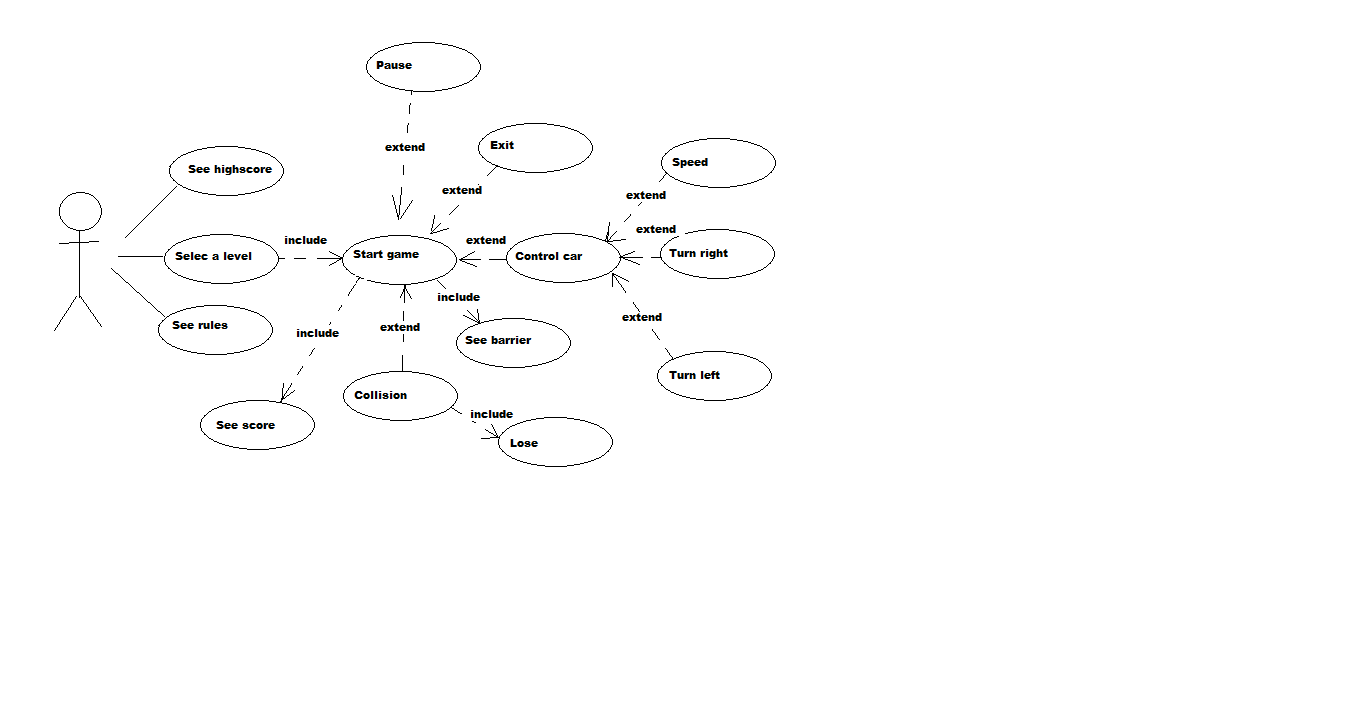 Pause
extend
Exit
Speed
See highscore
extend
extend
include
extend
extend
Selec a level
Start game
Control car
Turn right
include
extend
See rules
include
extend
See barrier
Turn left
Collision
include
See score
Lose